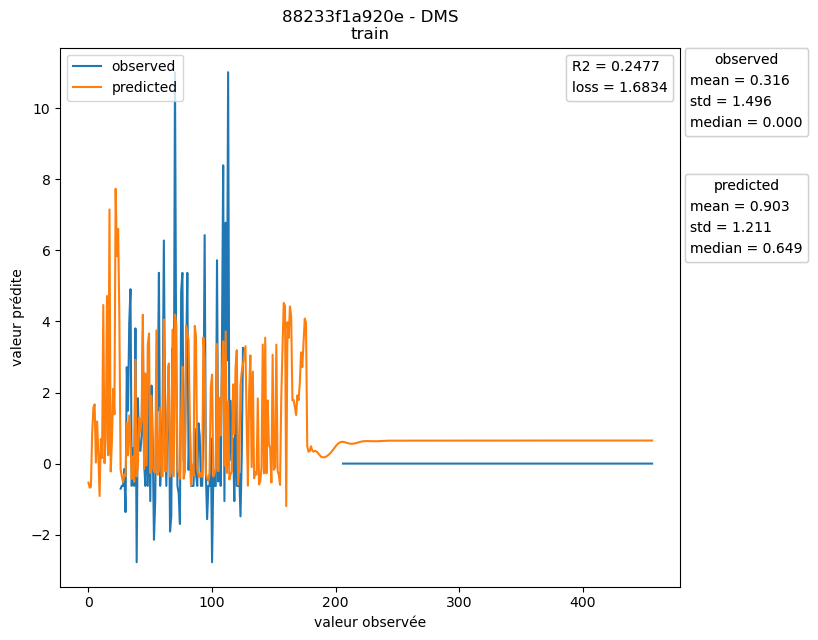 88233f1a920e - DMS
train
observed
predicted
R2 = 0.2477
loss = 1.6834
observed
mean = 0.316
std = 1.496
median = 0.000
predicted
mean = 0.903
std = 1.211
median = 0.649
valeur prédite
10
8
6
4
2
0
−2
0
100
200
300
400
valeur observée